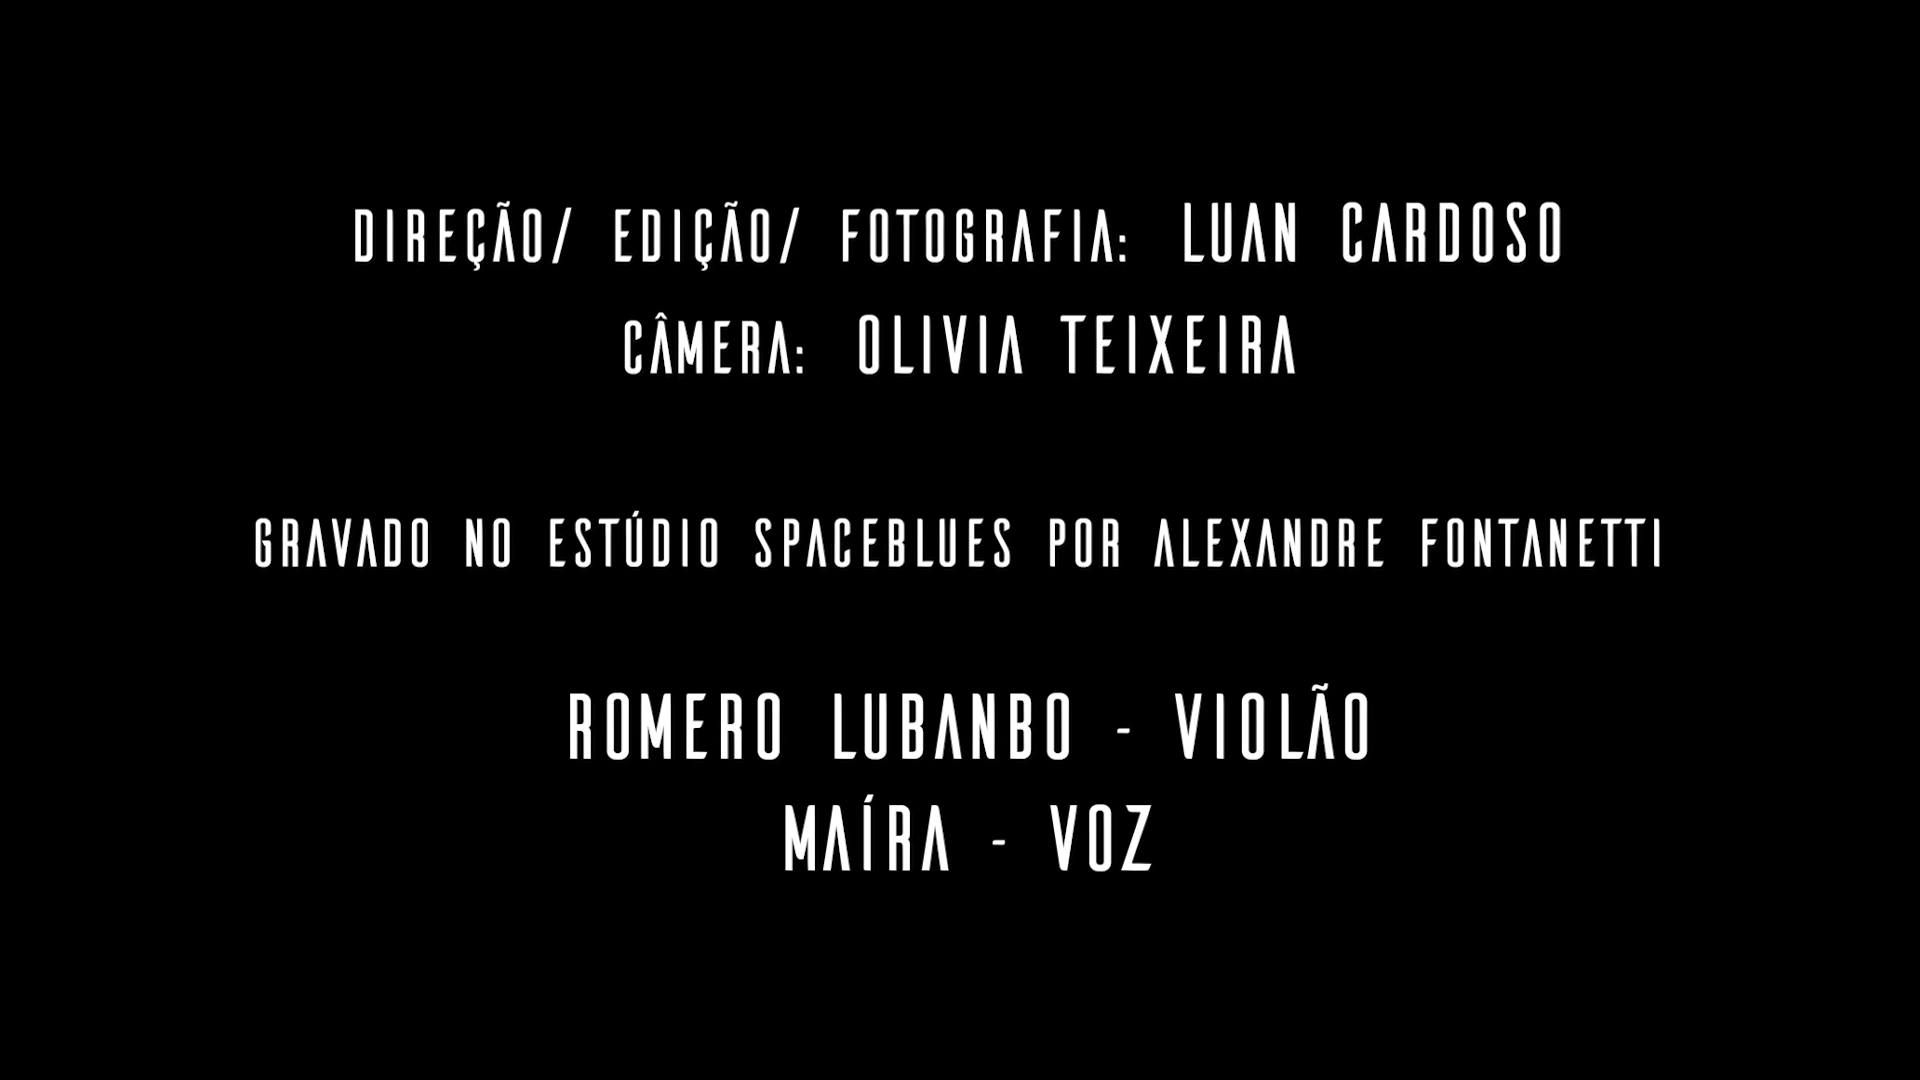 DIREÇÃO/ EDIÇÃO/ FOTOGRAFIA: LUAN CARDOSO
CÂMERA: OLIVIA TEIXEIRA
GRAVADO NO ESTÚDIO SPACEBLUES POR ALEXANDRE FONTANETTI
ROMERO LUBANBO - VIOLÃO
MAÍRA - VOZ